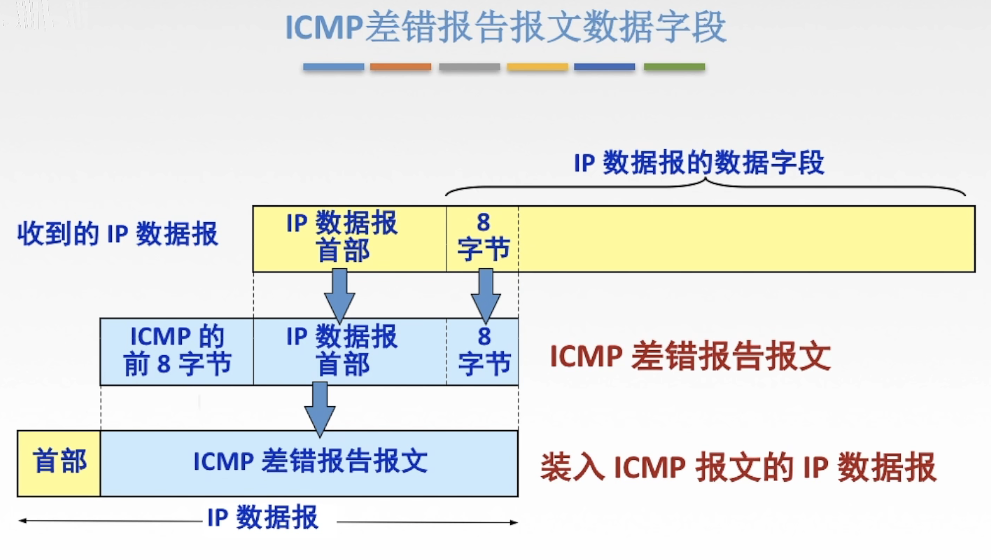 ICMP差错报告报文数据字段
IP 数据报的数据字段
收到的 IP 数据报
IP 数据报
首部
8
字节
ICMP 的
前 8 字节
IP 数据报
首部
8
字节
ICMP 差错报告报文
首部
ICMP 差错报告报文
装入 ICMP 报文的 IP 数据报
IP 数据报